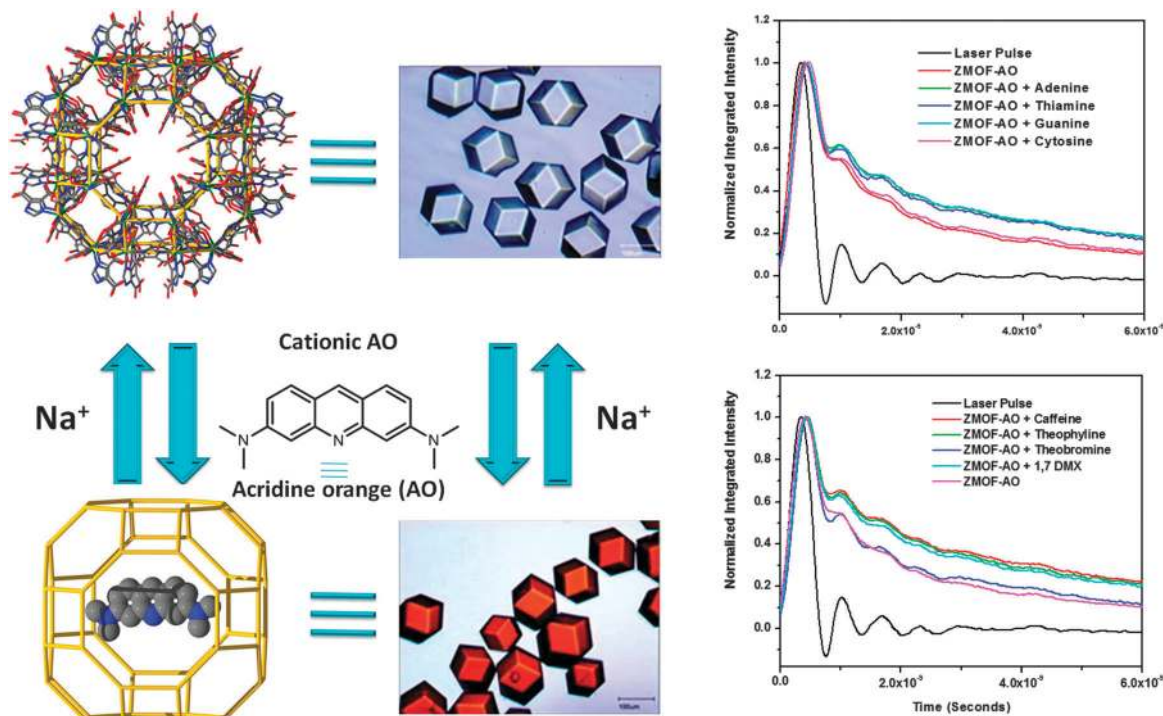 Cationic AO
N
N
N
Acridine orange (AO)
Na⁺
Na⁺
100μm
Normalized Integrated Intensity
1.2
1.0
0.8
0.6
0.4
0.2
0.0
Laser Pulse
ZMOF-AO
ZMOF-AO + Adenine
ZMOF-AO + Thiamine
ZMOF-AO + Guanine
ZMOF-AO + Cytosine
0.0
2.0x10⁻⁵
4.0x10⁻⁵
6.0x10⁻⁵
Normalized Integrated Intensity
1.2
1.0
0.8
0.6
0.4
0.2
0.0
Laser Pulse
ZMOF-AO + Caffeine
ZMOF-AO + Theophyline
ZMOF-AO + Theobromine
ZMOF-AO + 1,7 DMX
ZMOF-AO
0.0
2.0x10⁻⁵
4.0x10⁻⁵
6.0x10⁻⁵
Time (Seconds)